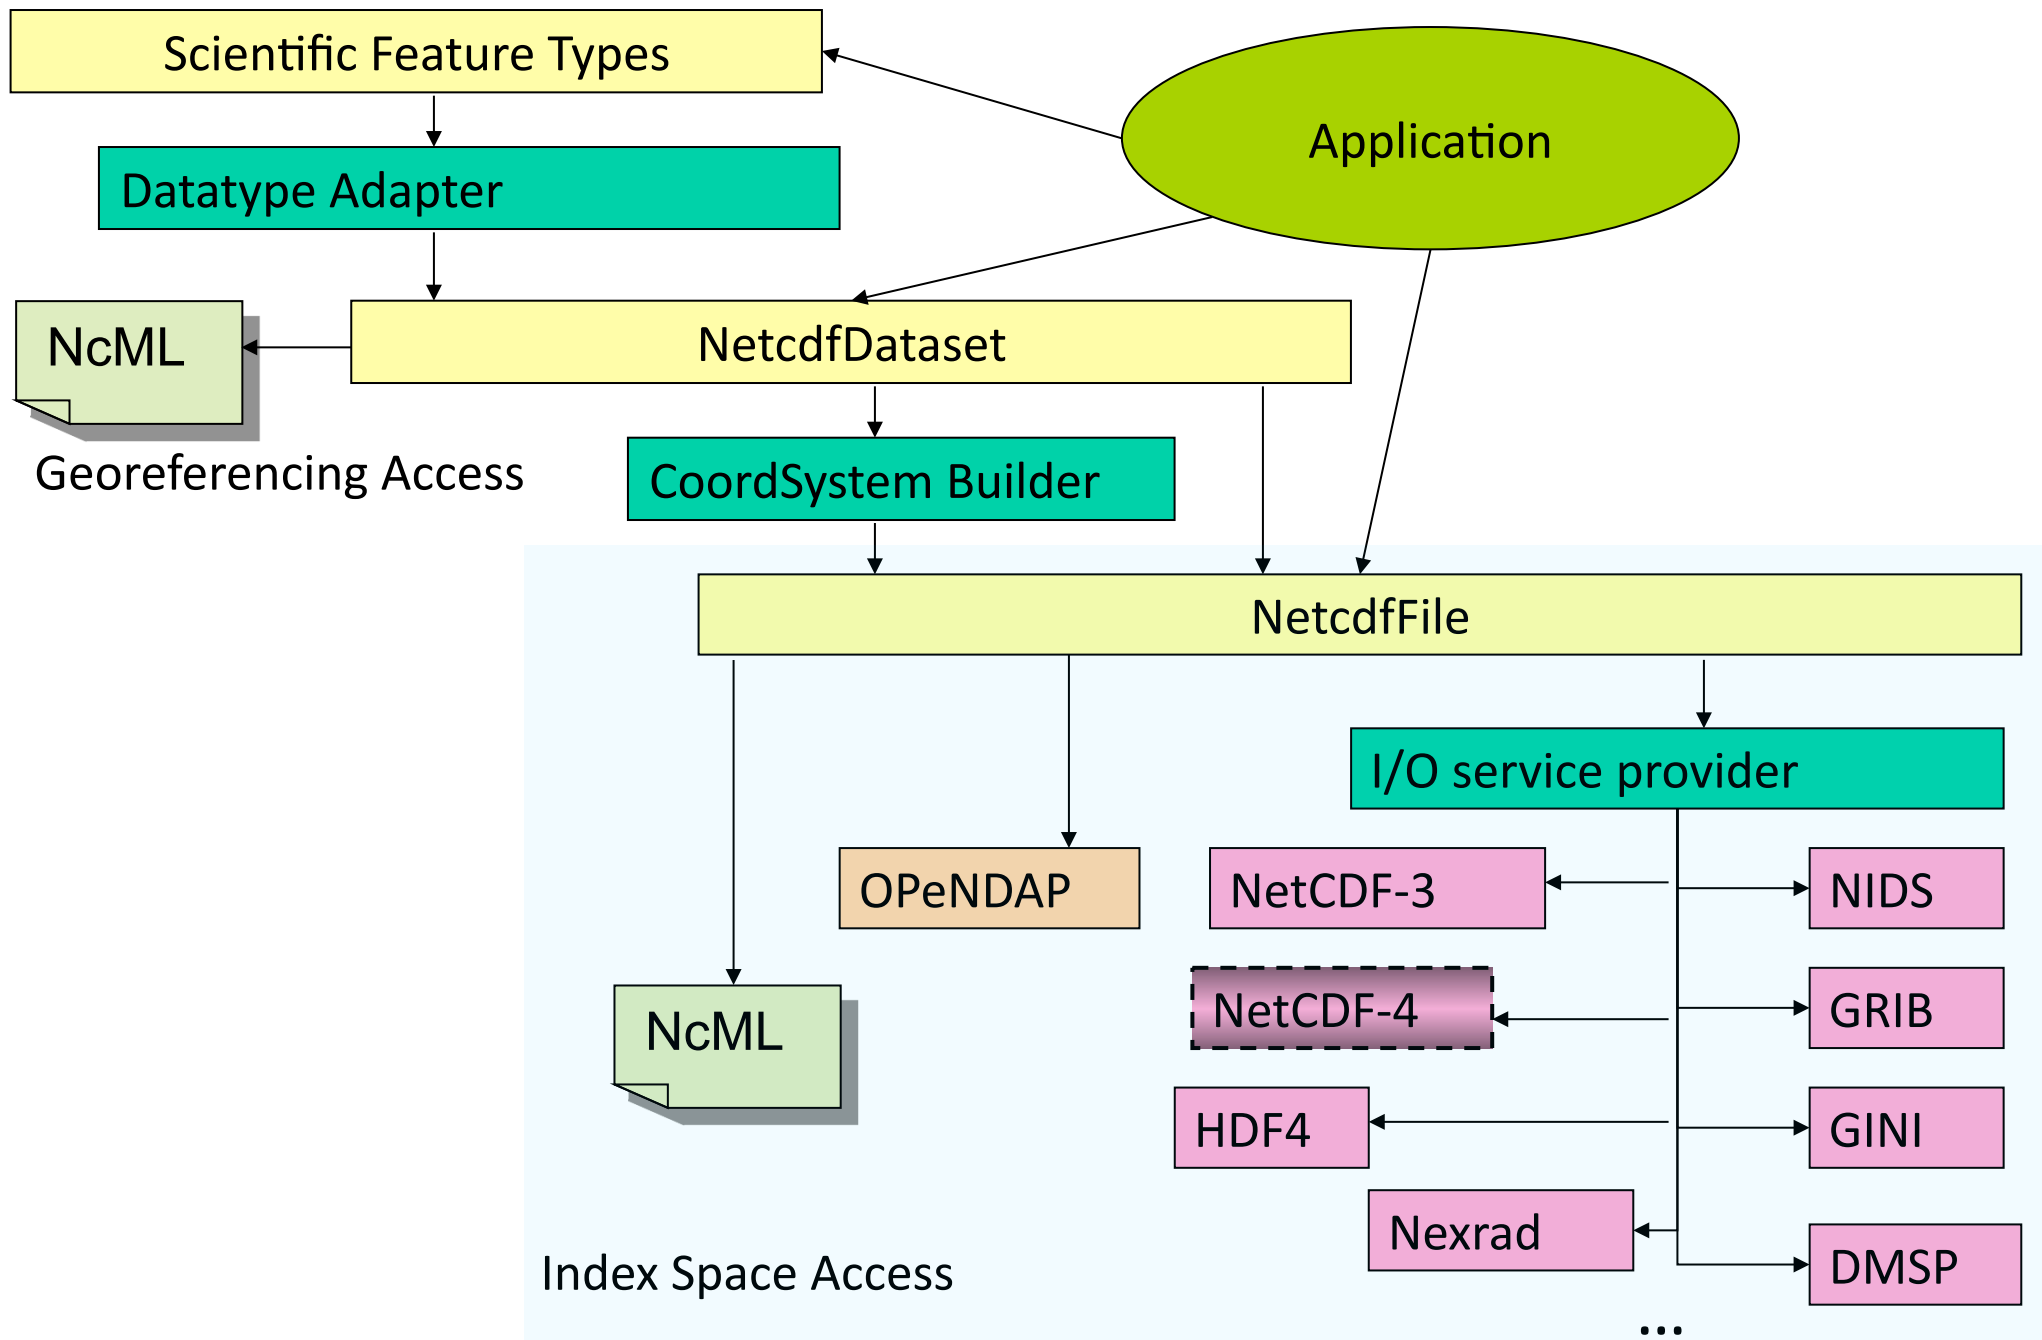 Scientific Feature Types
Application
Datatype Adapter
NcML
NetcdfDataset
Georeferencing Access
CoordSystem Builder
NetcdfFile
I/O service provider
OPeNDAP
NetCDF-3
NIDS
NcML
NetCDF-4
GRIB
HDF4
GINI
Nexrad
Index Space Access
DMSP
...